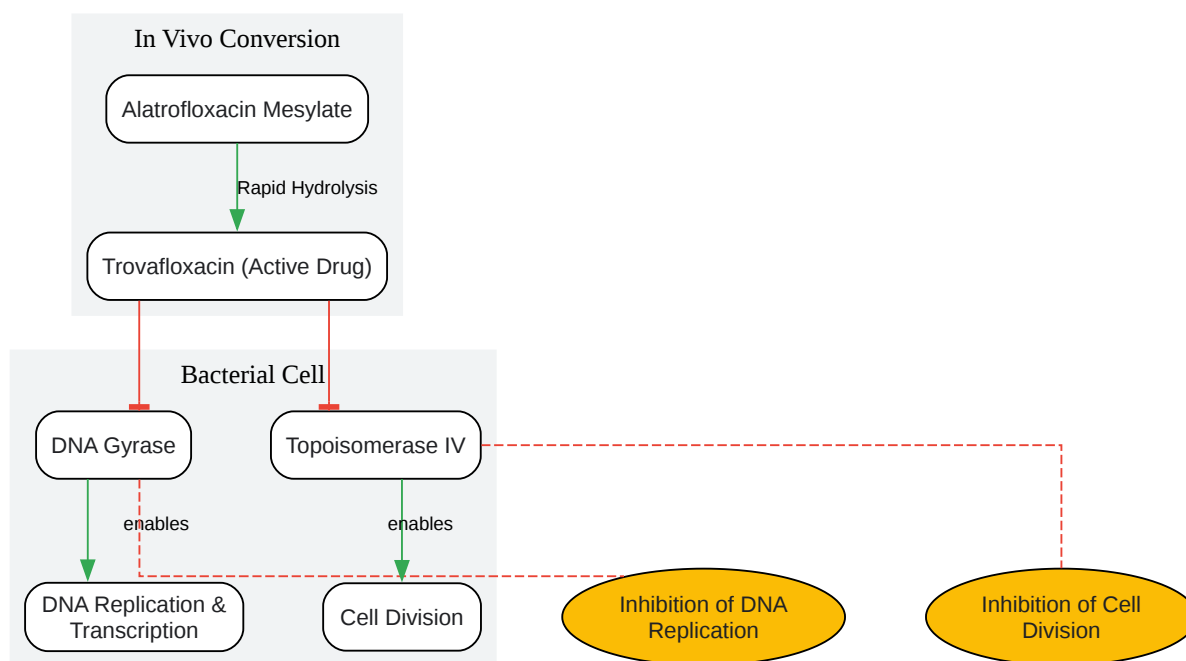 In Vivo Conversion
Alatrofloxacin Mesylate
Rapid Hydrolysis
Trovafloxacin (Active Drug)
Bacterial Cell
DNA Gyrase
Topoisomerase IV
enables
enables
DNA Replication &
Transcription
Cell Division
Inhibition of DNA
Replication
Inhibition of Cell
Division